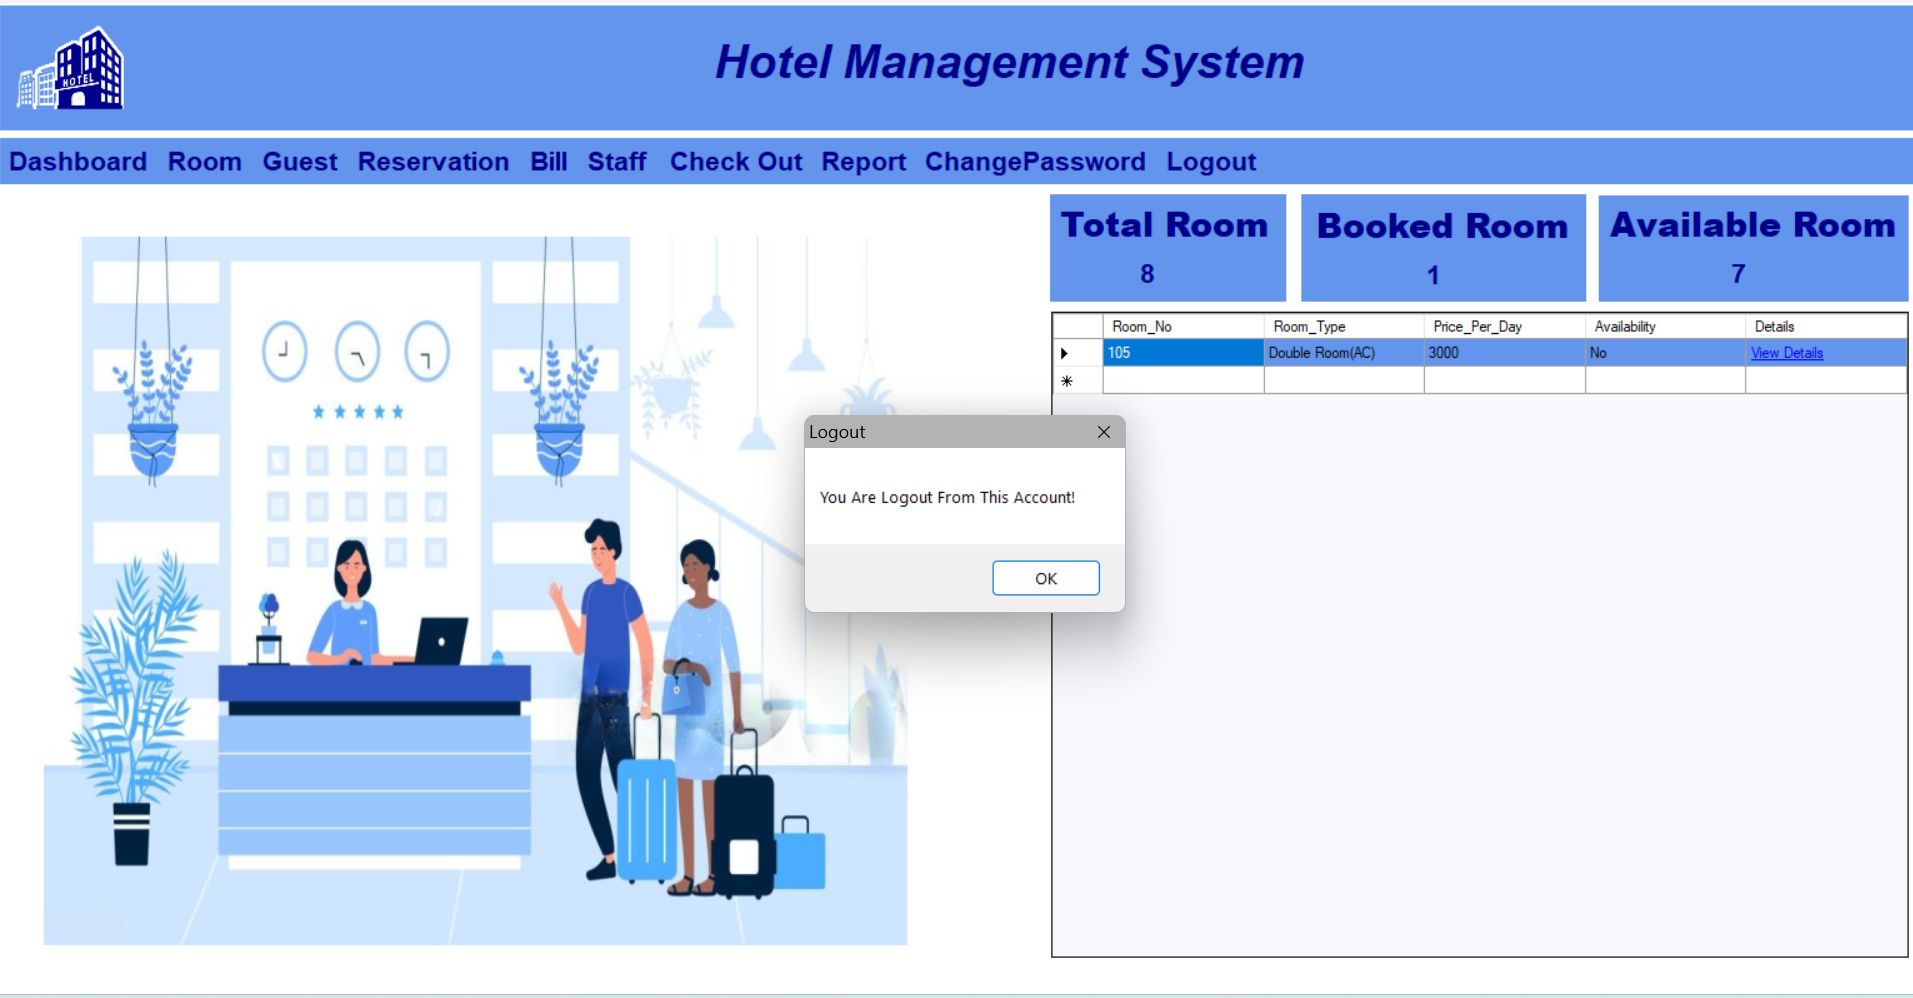 HOTEL
Hotel Management System
Dashboard Room Guest Reservation Bill Staff Check Out Report ChangePassword Logout
Total Room
8
Booked Room
1
Available Room
7
Room_No Room_Type Price_Per_Day Availability Details
105 Double Room(AC) 3000 No View Details
Logout
You Are Logout From This Account!
OK